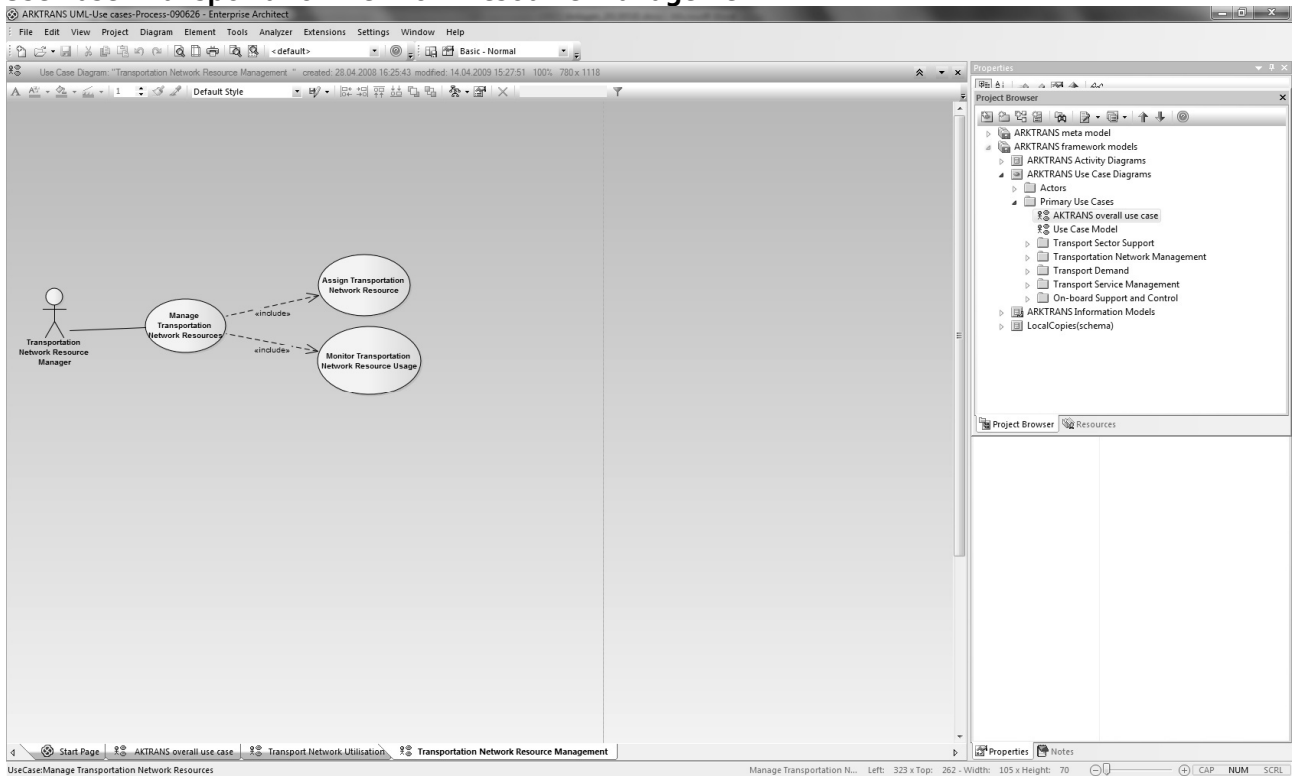 ARKTRANS UML-Use cases-Process-090626 - Enterprise Architect
File Edit View Project Diagram Element Tools Analyzer Extensions Settings Window Help
<default> Basic - Normal
Use Case Diagram: "Transportation Network Resource Management " created: 28.04.2008 16:25:43 modified: 14.04.2009 15:27:51 100% 780 x 1118
1 Default Style
Properties
Project Browser
ARKTRANS meta model
ARKTRANS framework models
ARKTRANS Activity Diagrams
ARKTRANS Use Case Diagrams
Actors
Primary Use Cases
AKTRANS overall use case
Use Case Model
Transport Sector Support
Transportation Network Management
Transport Demand
Transport Service Management
On-board Support and Control
ARKTRANS Information Models
LocalCopies(schema)
Project Browser Resources
Assign Transportation
Network Resource
«include»
Manage
Transportation
Network Resources
Transportation
Network Resource
Manager
«include»
Monitor Transportation
Network Resource Usage
Start Page AKTRANS overall use case Transport Network Utilisation Transportation Network Resource Management
Properties Notes
UseCase:Manage Transportation Network Resources Manage Transportation N... Left: 323 x Top: 262 - Width: 105 x Height: 70 CAP NUM SCRL